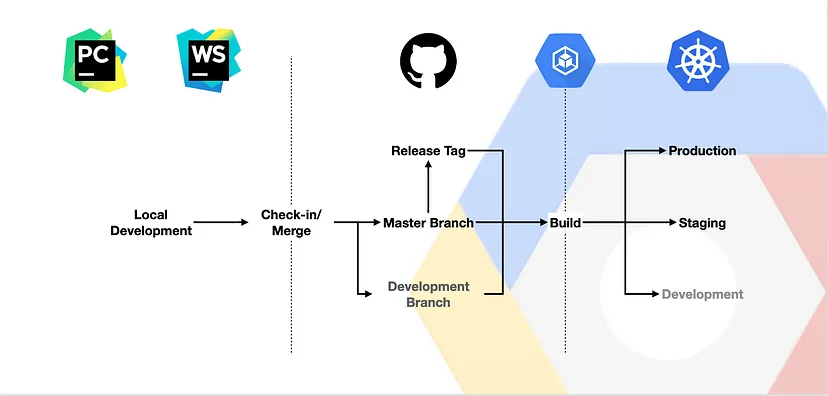 PC
WS
Release Tag
Production
Local
Development
Check-in/
Merge
Master Branch
Build
Staging
Development
Branch
Development